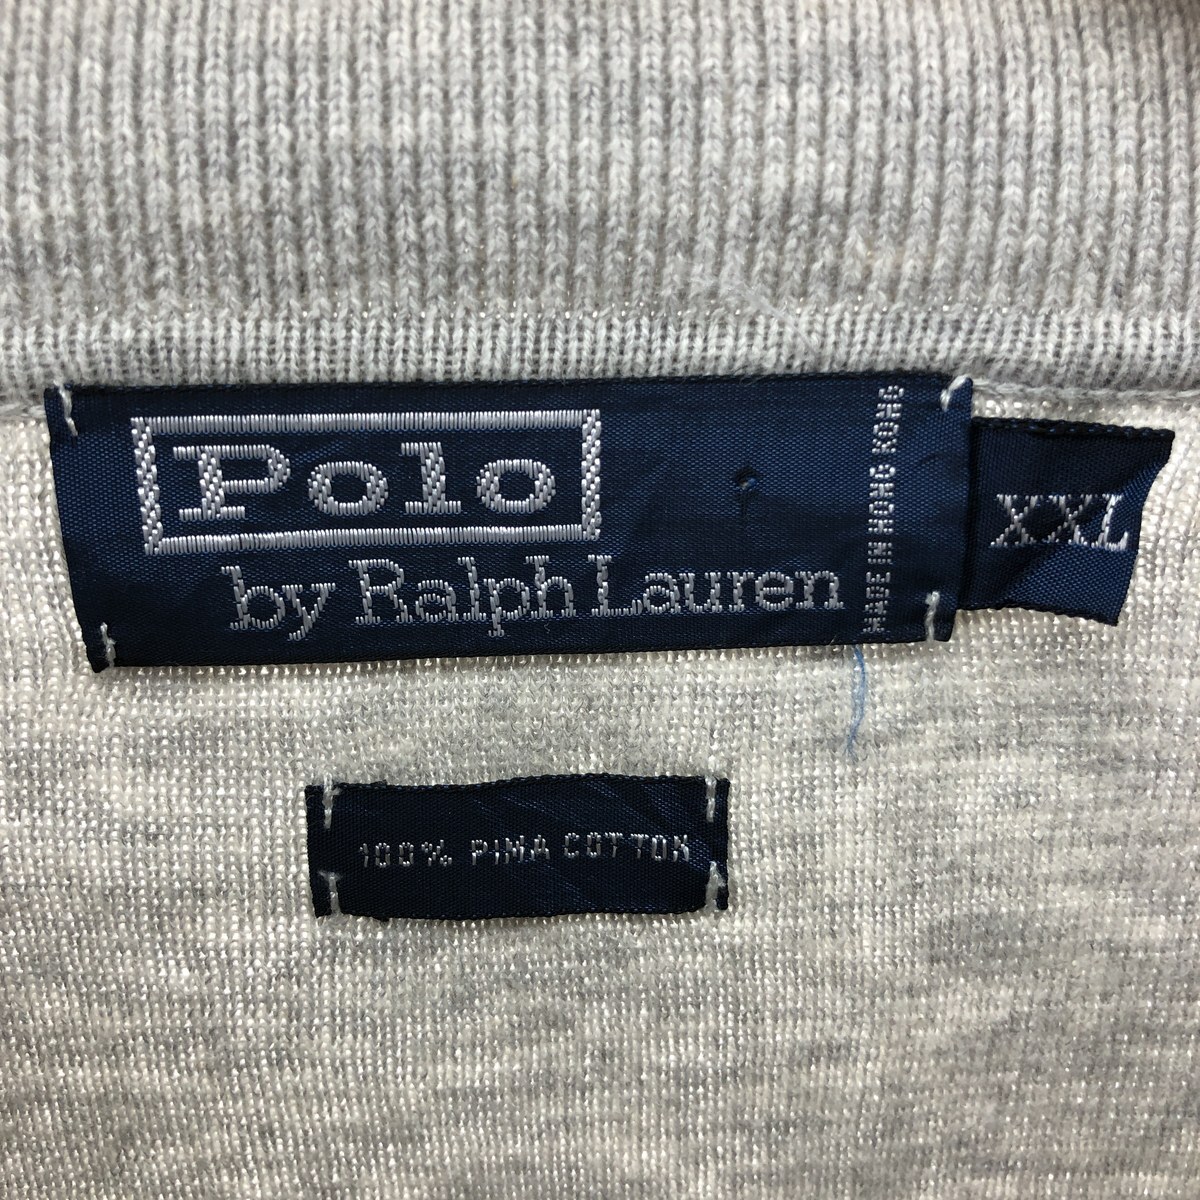 Polo
by Ralph Lauren
MADE IN HONG KONG
XXL
100% PIMA COTTON